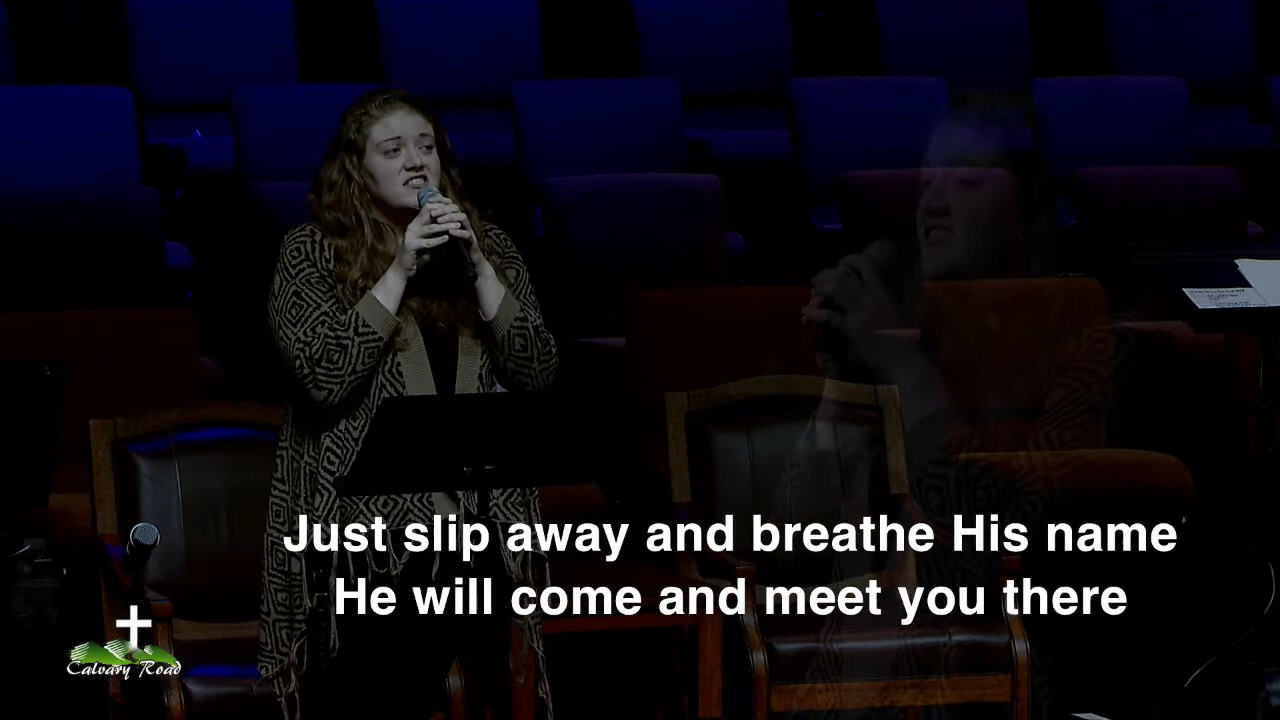 Just slip away and breathe His name
He will come and meet you there
Calvary Road